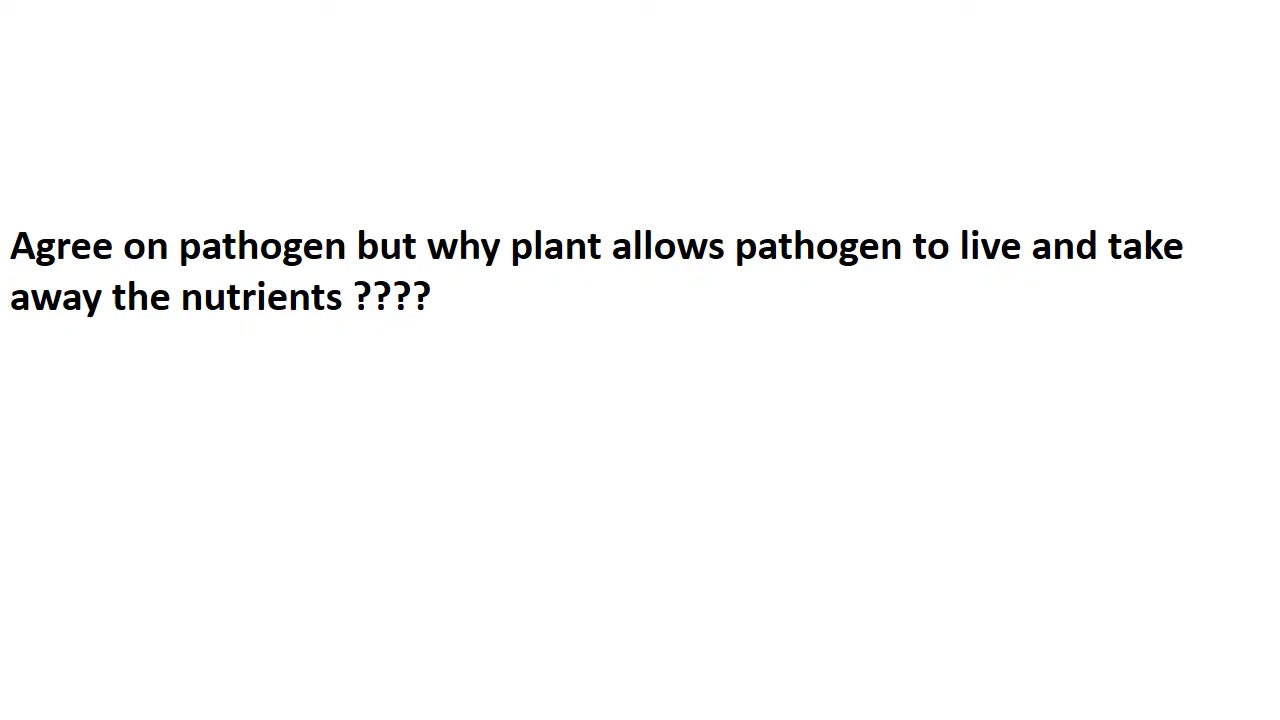 Agree on pathogen but why plant allows pathogen to live and take
away the nutrients ????